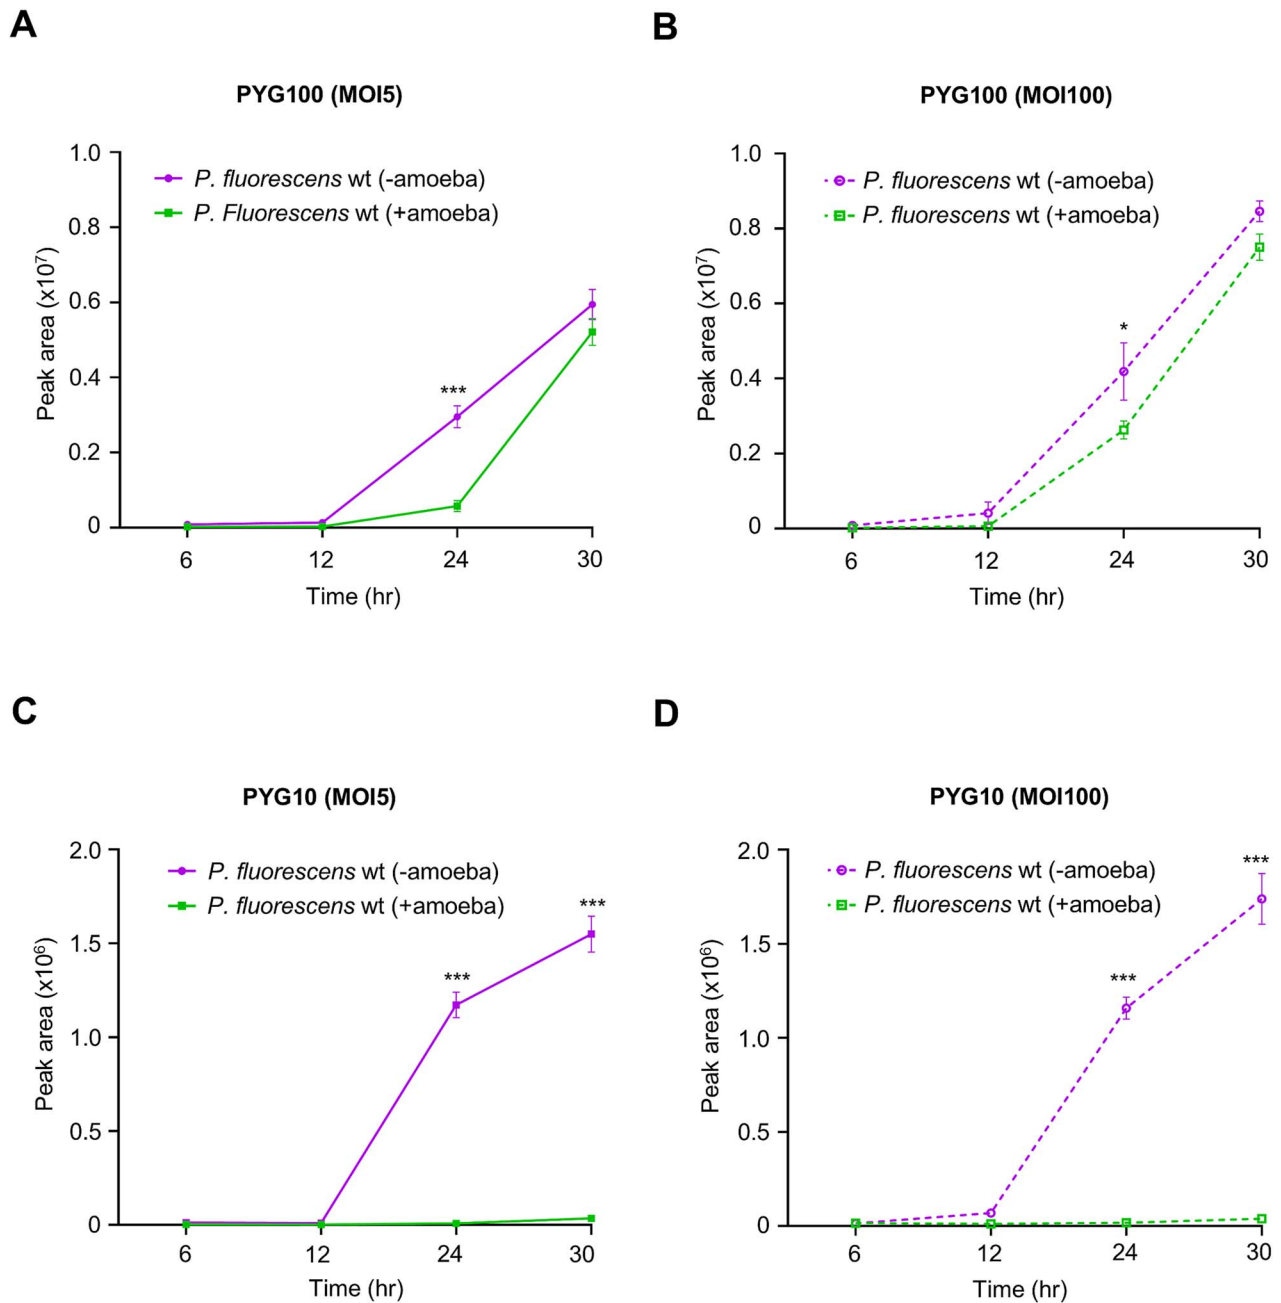 A
PYG100 (MOI5)
P. fluorescens wt (-amoeba)
P. Fluorescens wt (+amoeba)
Peak area (x10⁷)
1.0
0.8
0.6
0.4
0.2
0
***
6 12 24 30
Time (hr)
B
PYG100 (MOI100)
P. fluorescens wt (-amoeba)
P. fluorescens wt (+amoeba)
Peak area (x10⁷)
1.0
0.8
0.6
0.4
0.2
0
*
6 12 24 30
Time (hr)
C
PYG10 (MOI5)
P. fluorescens wt (-amoeba)
P. fluorescens wt (+amoeba)
Peak area (x10⁶)
2.0
1.5
1.0
0.5
0
***
***
6 12 24 30
Time (hr)
D
PYG10 (MOI100)
P. fluorescens wt (-amoeba)
P. fluorescens wt (+amoeba)
Peak area (x10⁶)
2.0
1.5
1.0
0.5
0
***
***
6 12 24 30
Time (hr)